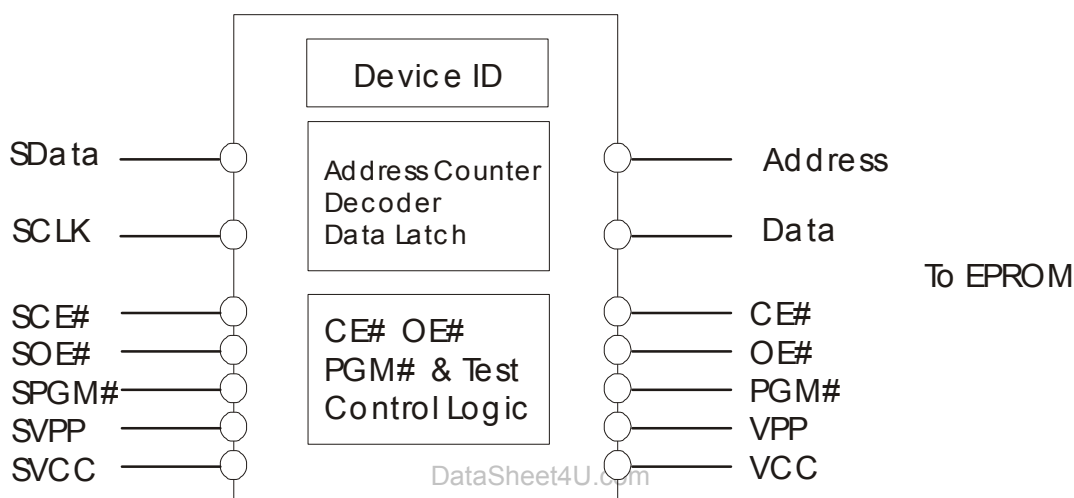 Device ID
SData
Address Counter
Decoder
Data Latch
Address
SCLK
Data
To EPROM
SCE#
SOE#
SPGM#
SVPP
SVCC
CE# OE#
PGM# & Test
Control Logic
CE#
OE#
PGM#
VPP
VCC
DataSheet4U.com